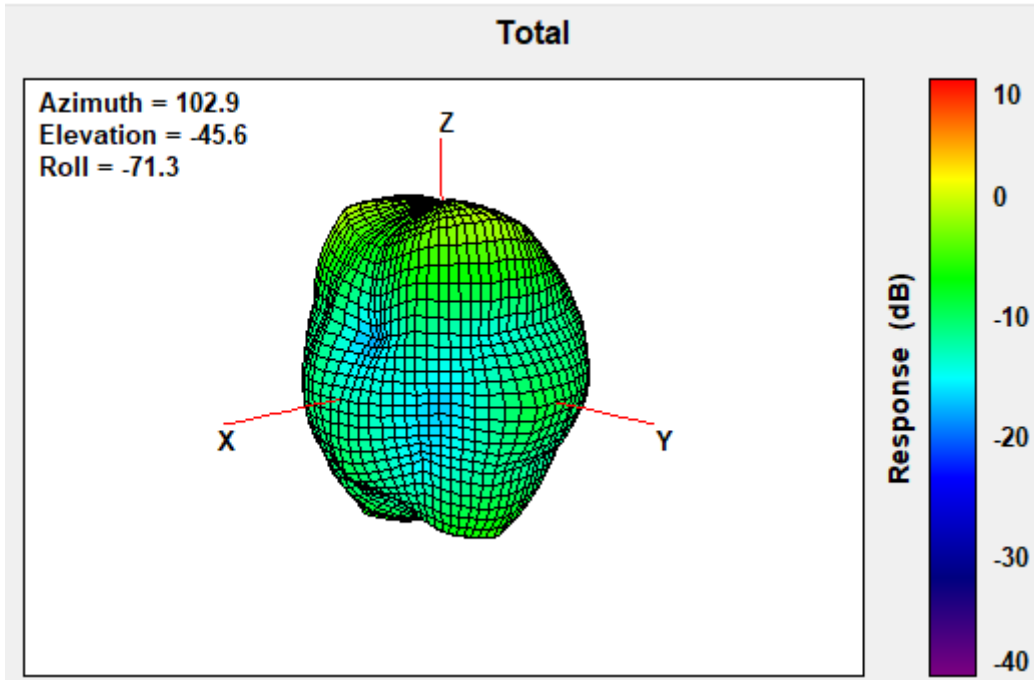 Total
Azimuth = 102.9
Elevation = -45.6
Roll = -71.3
Z
X
Y
10
0
-10
-20
-30
-40
Response (dB)